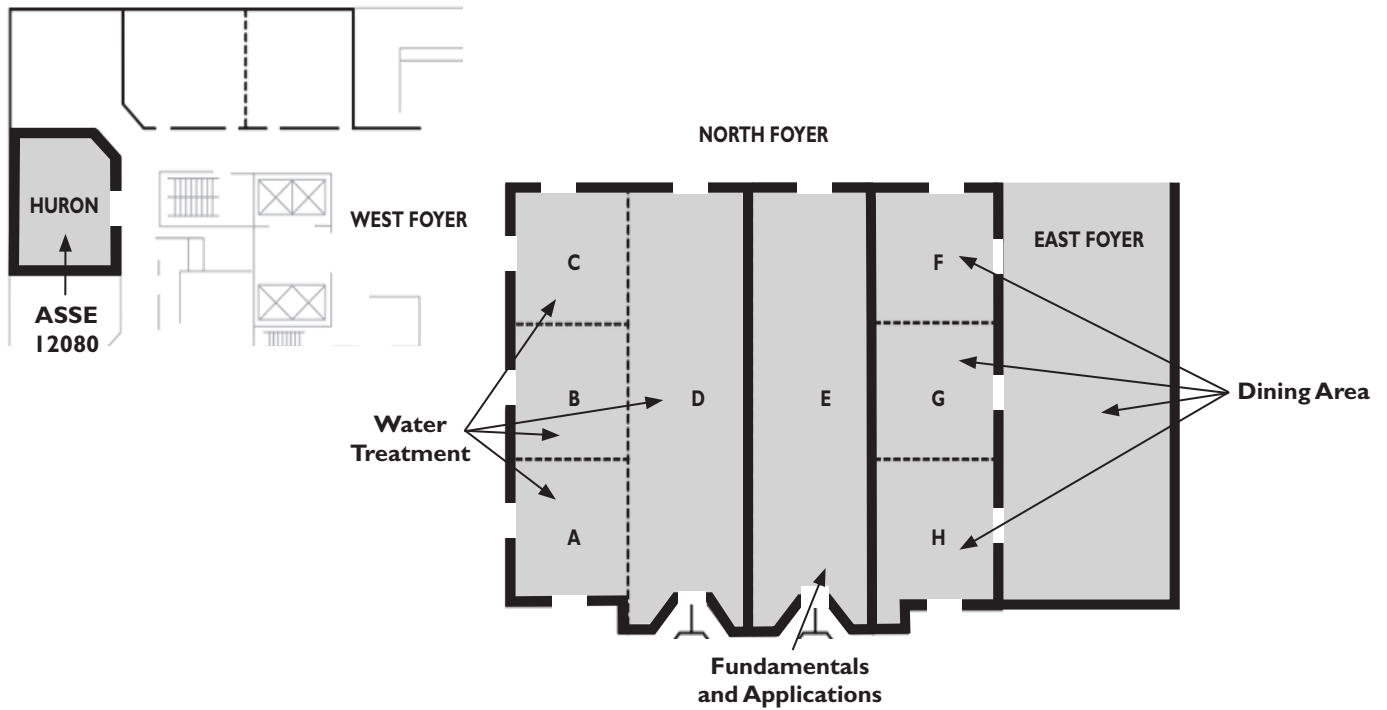 NORTH FOYER
HURON
WEST FOYER
EAST FOYER
C
F
ASSE
12080
B
D
E
G
Dining Area
Water
Treatment
A
H
Fundamentals
and Applications